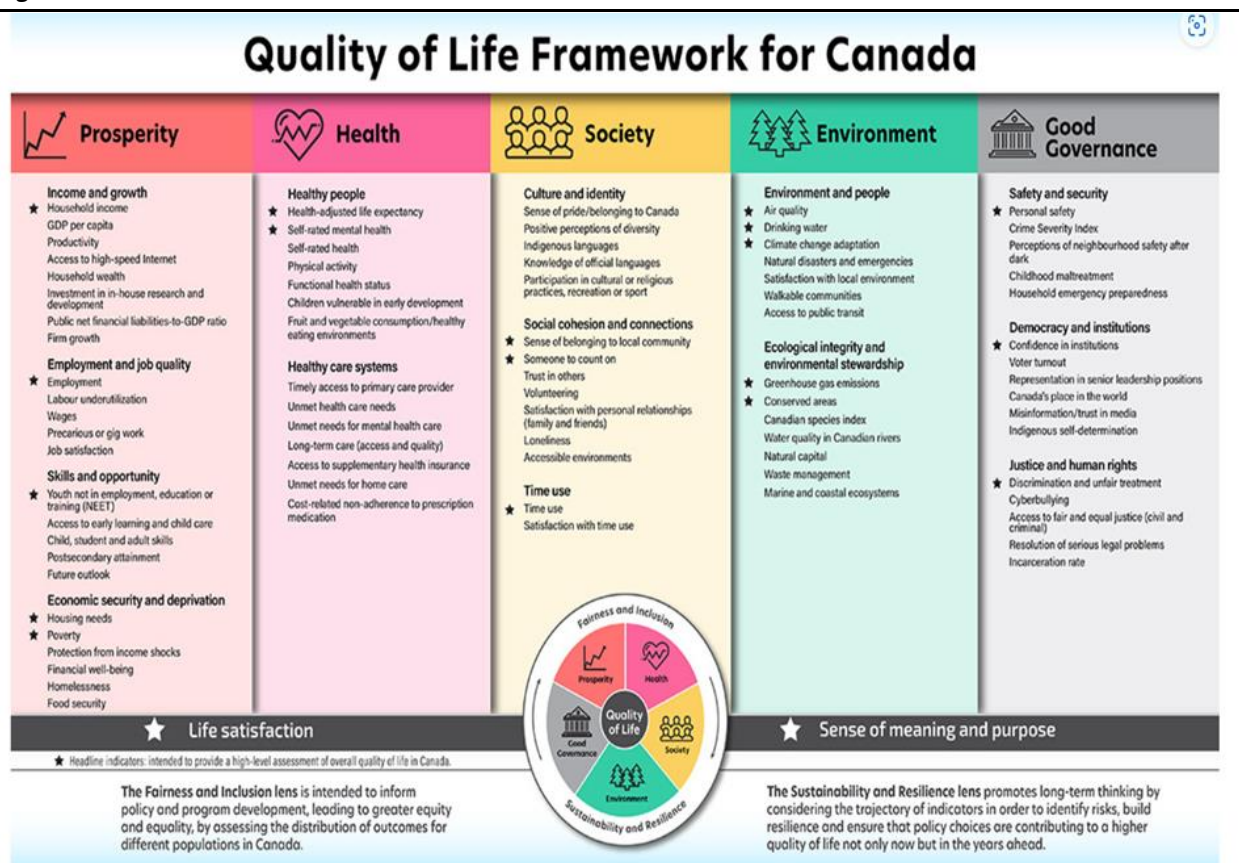 Quality of Life Framework for Canada
Prosperity
Income and growth
★ Household income
GDP per capita
Productivity
Access to high-speed Internet
Household wealth
Investment in in-house research and
development
Public net financial liabilities-to-GDP ratio
Firm growth
Employment and job quality
★ Employment
Labour underutilization
Wages
Precarious or gig work
Job satisfaction
Skills and opportunity
★ Youth not in employment, education or
training (NEET)
Access to early learning and child care
Child, student and adult skills
Postsecondary attainment
Future outlook
Economic security and deprivation
★ Housing needs
★ Poverty
Protection from income shocks
Financial well-being
Homelessness
Food security
Health
Healthy people
★ Health-adjusted life expectancy
★ Self-rated mental health
Self-rated health
Physical activity
Functional health status
Children vulnerable in early development
Fruit and vegetable consumption/healthy
eating environments
Healthy care systems
Timely access to primary care provider
Unmet health care needs
Unmet needs for mental health care
Long-term care (access and quality)
Access to supplementary health insurance
Unmet needs for home care
Cost-related non-adherence to prescription
medication
Society
Culture and identity
Sense of pride/belonging to Canada
Positive perceptions of diversity
Indigenous languages
Knowledge of official languages
Participation in cultural or religious
practices, recreation or sport
Social cohesion and connections
★ Sense of belonging to local community
★ Someone to count on
Trust in others
Volunteering
Satisfaction with personal relationships
(family and friends)
Loneliness
Accessible environments
Time use
★ Time use
Satisfaction with time use
Environment
Environment and people
★ Air quality
★ Drinking water
★ Climate change adaptation
Natural disasters and emergencies
Satisfaction with local environment
Walkable communities
Access to public transit
Ecological integrity and
environmental stewardship
★ Greenhouse gas emissions
★ Conserved areas
Canadian species index
Water quality in Canadian rivers
Natural capital
Waste management
Marine and coastal ecosystems
Good
Governance
Safety and security
★ Personal safety
Crime Severity Index
Perceptions of neighbourhood safety after
dark
Childhood maltreatment
Household emergency preparedness
Democracy and institutions
★ Confidence in institutions
Voter turnout
Representation in senior leadership positions
Canada's place in the world
Misinformation/trust in media
Indigenous self-determination
Justice and human rights
★ Discrimination and unfair treatment
Cyberbullying
Access to fair and equal justice (civil and
criminal)
Resolution of serious legal problems
Incarceration rate
Fairness and Inclusion
Prosperity
Health
Quality
of Life
Good
Governance
Society
Environment
Sustainability and Resilience
★ Life satisfaction
★ Sense of meaning and purpose
★ Headline indicators: intended to provide a high-level assessment of overall quality of life in Canada.
The Fairness and Inclusion lens is intended to inform
policy and program development, leading to greater equity
and equality, by assessing the distribution of outcomes for
different populations in Canada.
The Sustainability and Resilience lens promotes long-term thinking by
considering the trajectory of indicators in order to identify risks, build
resilience and ensure that policy choices are contributing to a higher
quality of life not only now but in the years ahead.